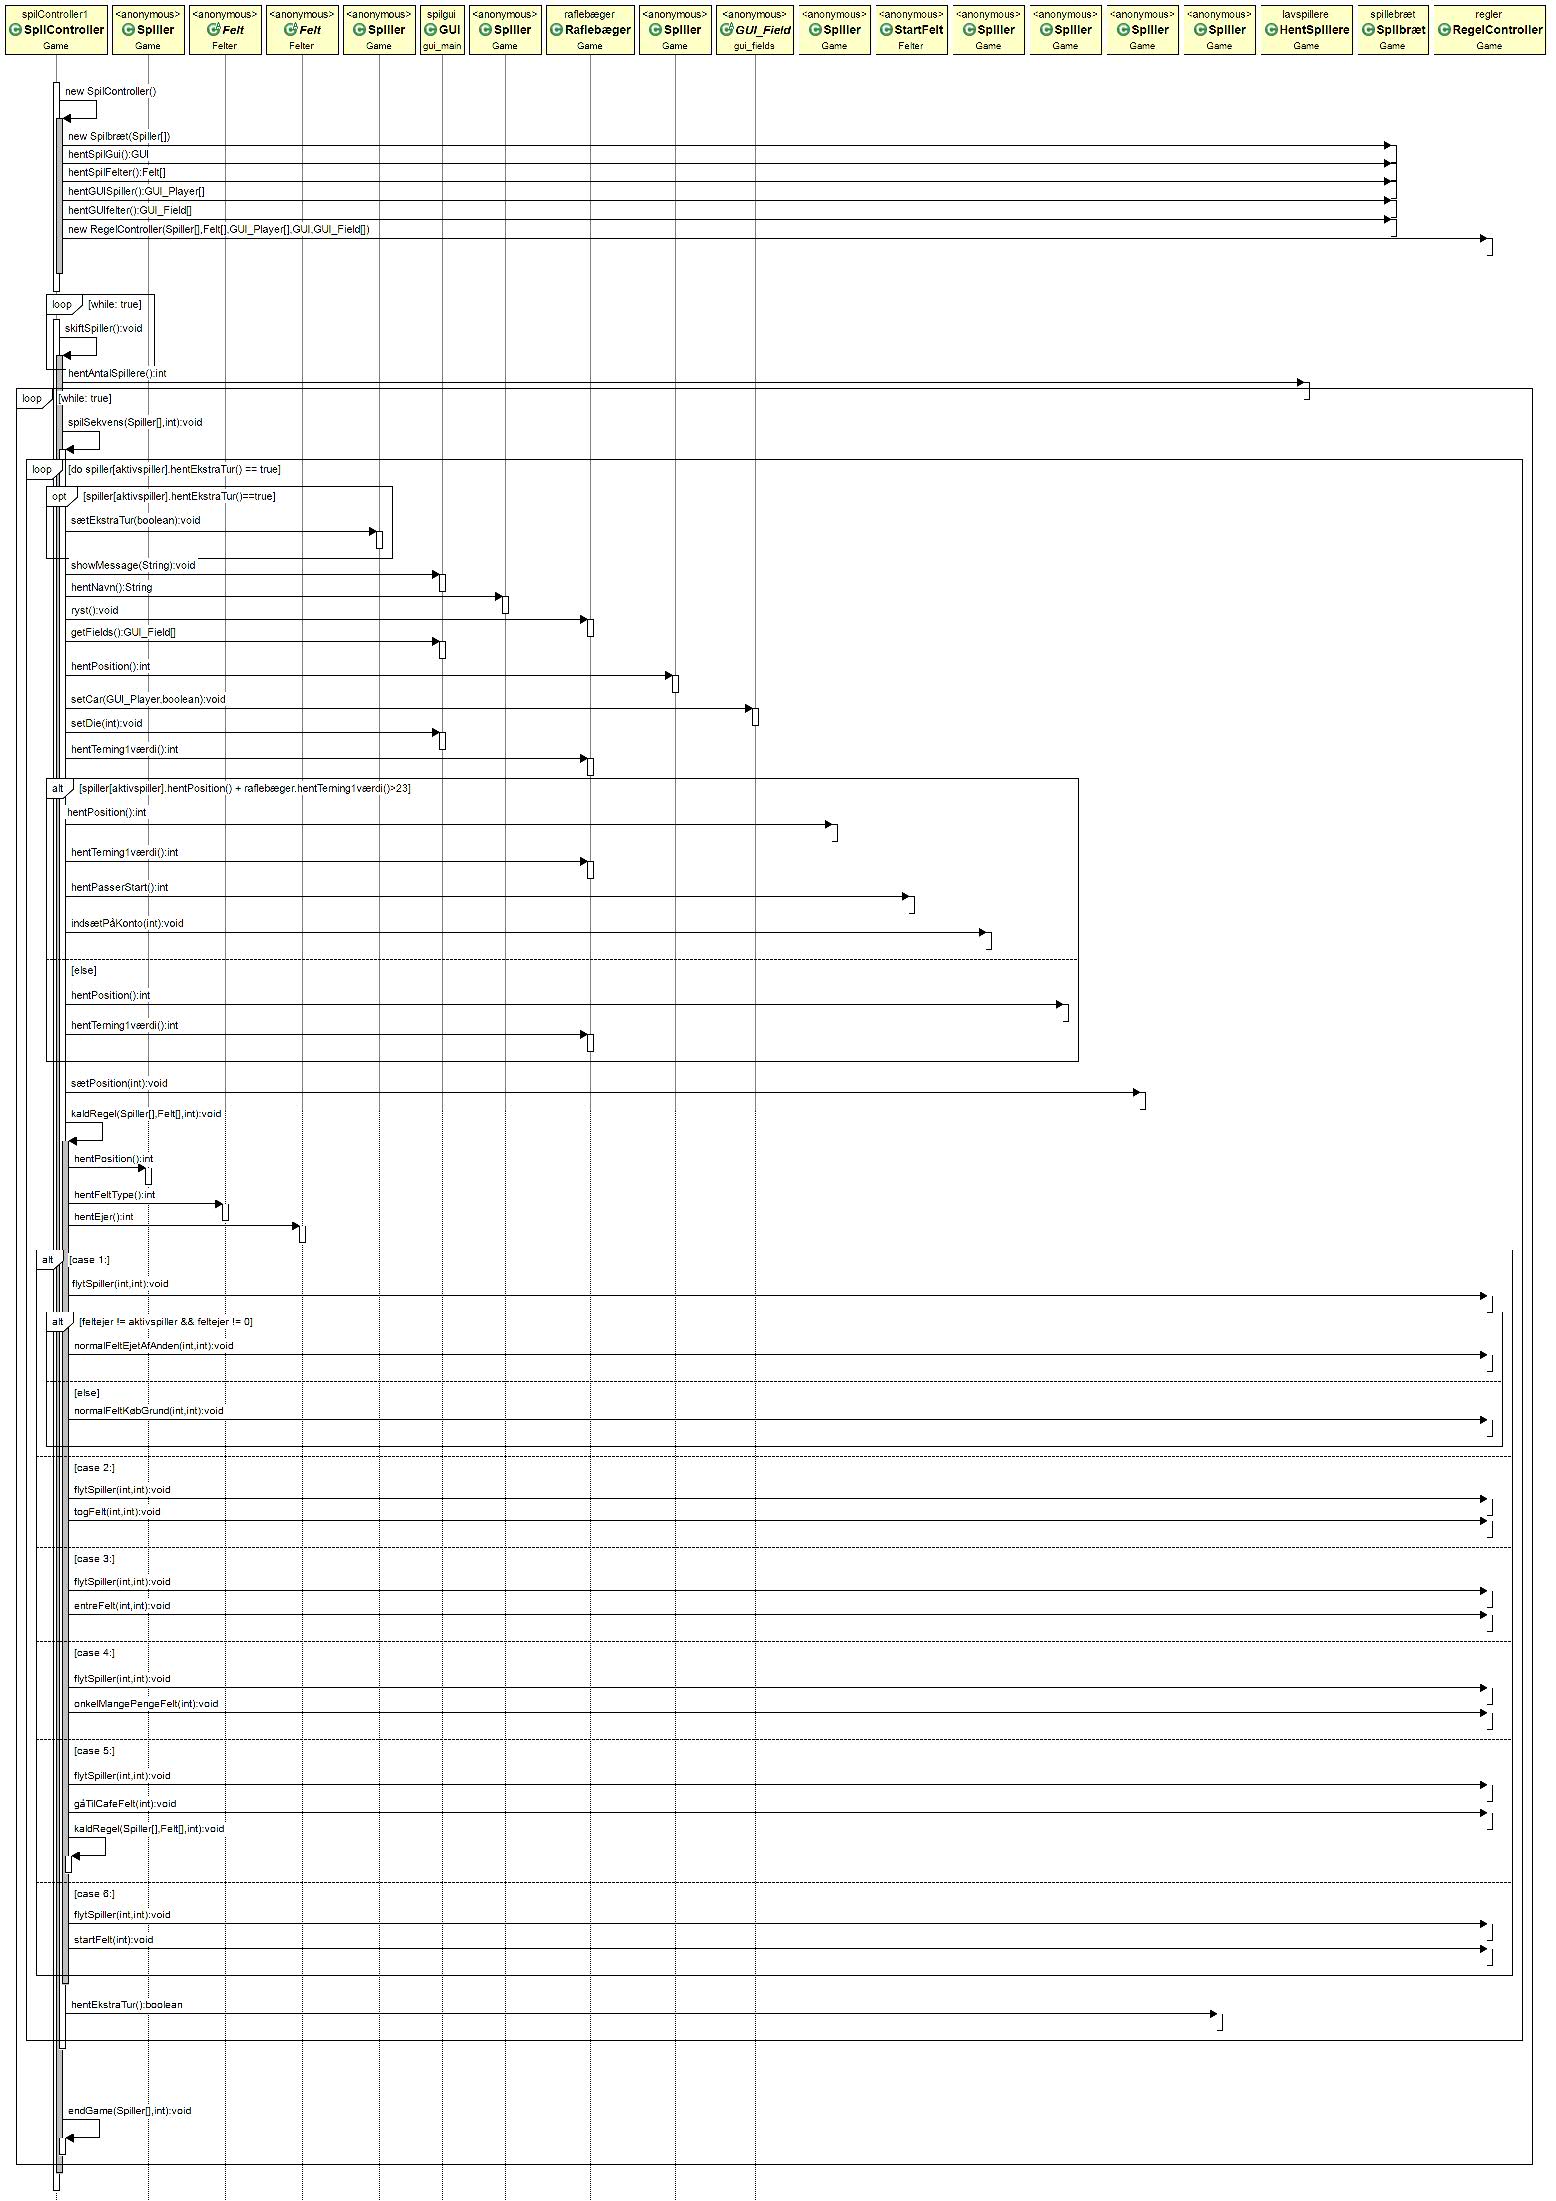 spilController1 <anonymous> <anonymous> <anonymous> <anonymous> spilgui <anonymous> raflebæger <anonymous> <anonymous> <anonymous> <anonymous> <anonymous> <anonymous> <anonymous> <anonymous> lavspillere spillebræt regler
C SpilController C Spiller C Felt C Felt C Spiller C GUI C Spiller C Raflebæger C Spiller C GUI_Field C Spiller C StartFelt C Spiller C Spiller C Spiller C Spiller C HentSpillere C Spilbræt C RegelController
Game Game Felter Felter Game gui_main Game Game Game gui_fields Game Felter Game Game Game Game Game Game Game
new SpilController()
new Spilbræt(Spiller[])
hentSpilGui():GUI
hentSpilFelter():Felt[]
hentGUISpiller():GUI_Player[]
hentGUIfelter():GUI_Field[]
new RegelController(Spiller[],Felt[],GUI_Player[],GUI,GUI_Field[])
loop [while: true]
skiftSpiller():void
hentAntalSpillere():int
loop [while: true]
spilSekvens(Spiller[],int):void
loop [do spiller[aktivspiller].hentEkstraTur() == true]
opt [spiller[aktivspiller].hentEkstraTur()==true]
sætEkstraTur(boolean):void
showMessage(String):void
hentNavn():String
ryst():void
getFields():GUI_Field[]
hentPosition():int
setCar(GUI_Player,boolean):void
setDie(int):void
hentTerning1værdi():int
alt [spiller[aktivspiller].hentPosition() + raflebæger.hentTerning1værdi()>23]
hentPosition():int
hentTerning1værdi():int
hentPasserStart():int
indsætPåKonto(int):void
[else]
hentPosition():int
hentTerning1værdi():int
sætPosition(int):void
kaldRegel(Spiller[],Felt[],int):void
hentPosition():int
hentFeltType():int
hentEjer():int
alt [case 1:]
flytSpiller(int,int):void
alt [feltejer != aktivspiller && feltejer != 0]
normalFeltEjetAfAnden(int,int):void
[else]
normalFeltKøbGrund(int,int):void
[case 2:]
flytSpiller(int,int):void
togFelt(int,int):void
[case 3:]
flytSpiller(int,int):void
entreFelt(int,int):void
[case 4:]
flytSpiller(int,int):void
onkelMangePengeFelt(int):void
[case 5:]
flytSpiller(int,int):void
gåTilCafeFelt(int):void
kaldRegel(Spiller[],Felt[],int):void
[case 6:]
flytSpiller(int,int):void
startFelt(int):void
hentEkstraTur():boolean
endGame(Spiller[],int):void